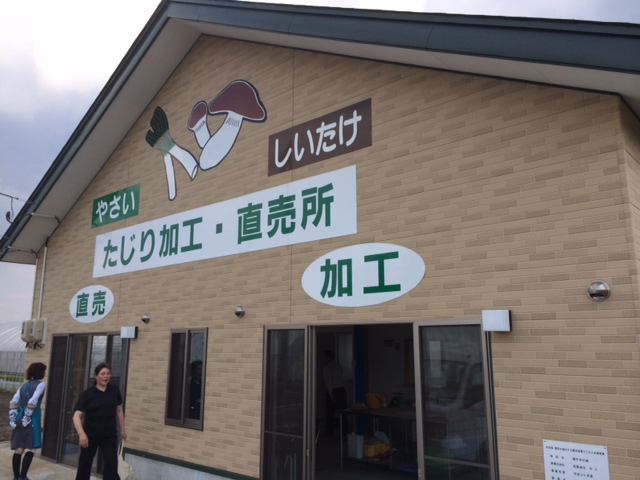 しいたけ
やさい
たじり加工・直売所
加工
直売